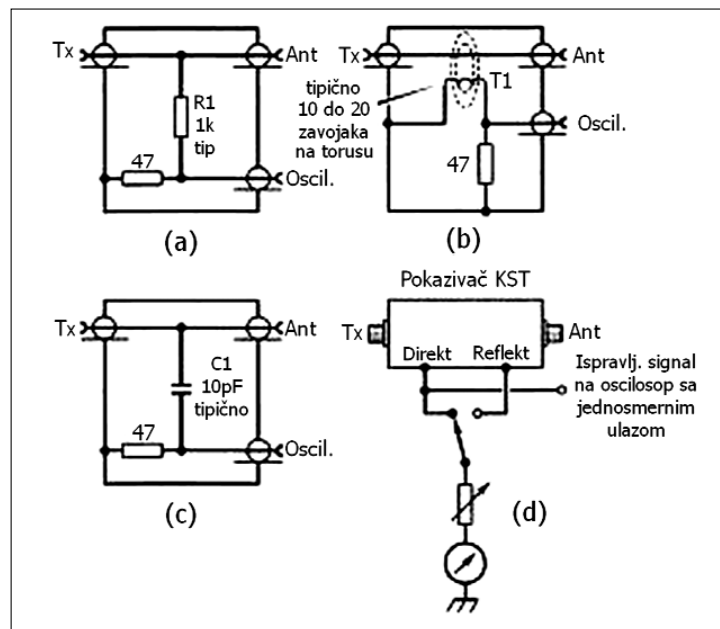 Tx
Ant
R1
1k
tip
47
Oscil.
(a)
Tx
Ant
T1
tipično
10 do 20
zavojaka
na torusu
Oscil.
47
(b)
Tx
Ant
C1
10pF
tipično
47
Oscil.
(c)
Pokazivač KST
Tx
Ant
Direkt
Reflekt
Ispravlj. signal
na oscilosop sa
jednosmernim
ulazom
(d)